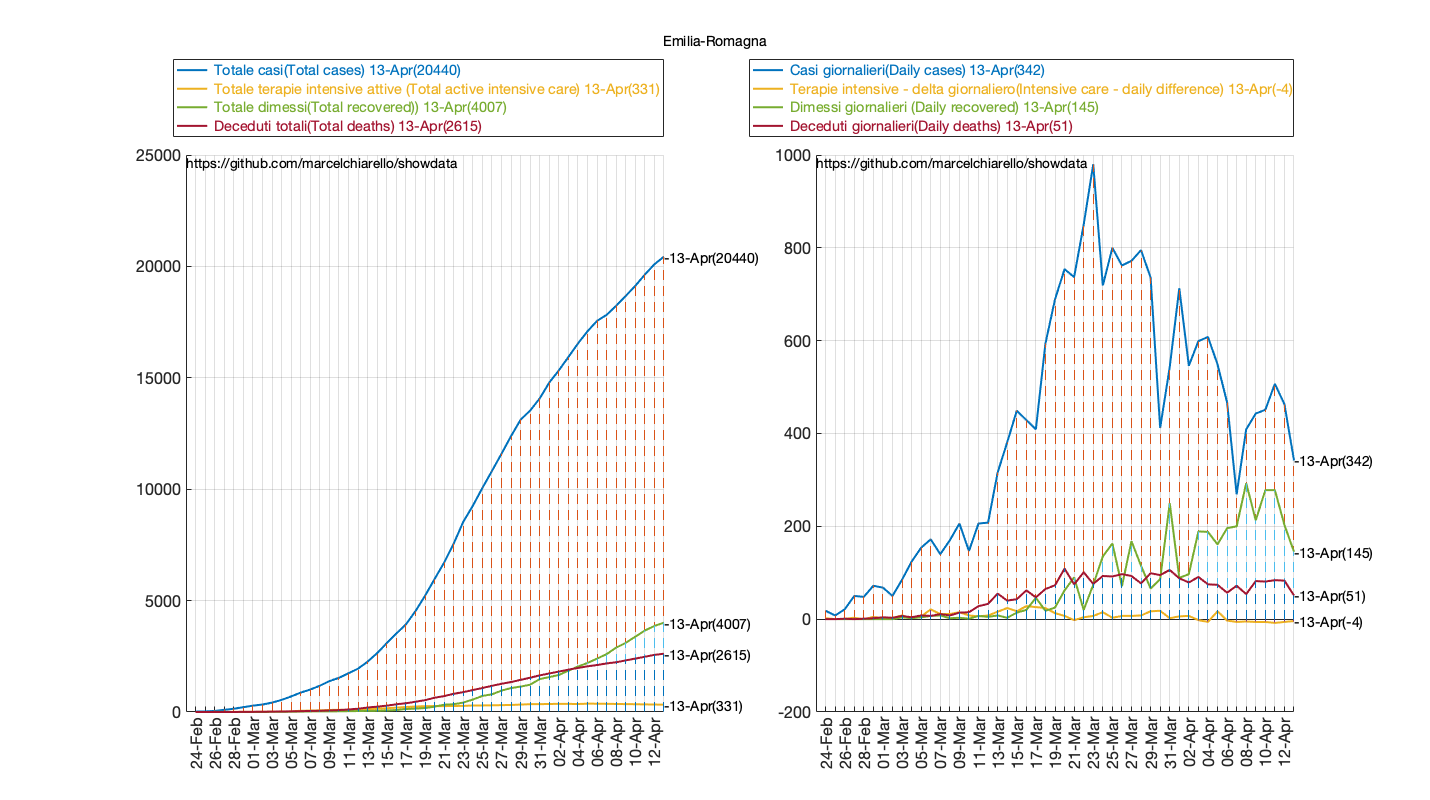 Emilia-Romagna
Totale casi(Total cases) 13-Apr(20440)
Totale terapie intensive attive (Total active intensive care) 13-Apr(331)
Totale dimessi(Total recovered)) 13-Apr(4007)
Deceduti totali(Total deaths) 13-Apr(2615)
25000
https://github.com/marcelchiarello/showdata
20000
15000
10000
5000
0
13-Apr(20440)
13-Apr(4007)
13-Apr(2615)
13-Apr(331)
24-Feb
26-Feb
28-Feb
01-Mar
03-Mar
05-Mar
07-Mar
09-Mar
11-Mar
13-Mar
15-Mar
17-Mar
19-Mar
21-Mar
23-Mar
25-Mar
27-Mar
29-Mar
31-Mar
02-Apr
04-Apr
06-Apr
08-Apr
10-Apr
12-Apr
Casi giornalieri(Daily cases) 13-Apr(342)
Terapie intensive - delta giornaliero(Intensive care - daily difference) 13-Apr(-4)
Dimessi giornalieri (Daily recovered) 13-Apr(145)
Deceduti giornalieri(Daily deaths) 13-Apr(51)
1000
https://github.com/marcelchiarello/showdata
800
600
400
200
0
-200
13-Apr(342)
13-Apr(145)
13-Apr(51)
13-Apr(-4)
24-Feb
26-Feb
28-Feb
01-Mar
03-Mar
05-Mar
07-Mar
09-Mar
11-Mar
13-Mar
15-Mar
17-Mar
19-Mar
21-Mar
23-Mar
25-Mar
27-Mar
29-Mar
31-Mar
02-Apr
04-Apr
06-Apr
08-Apr
10-Apr
12-Apr